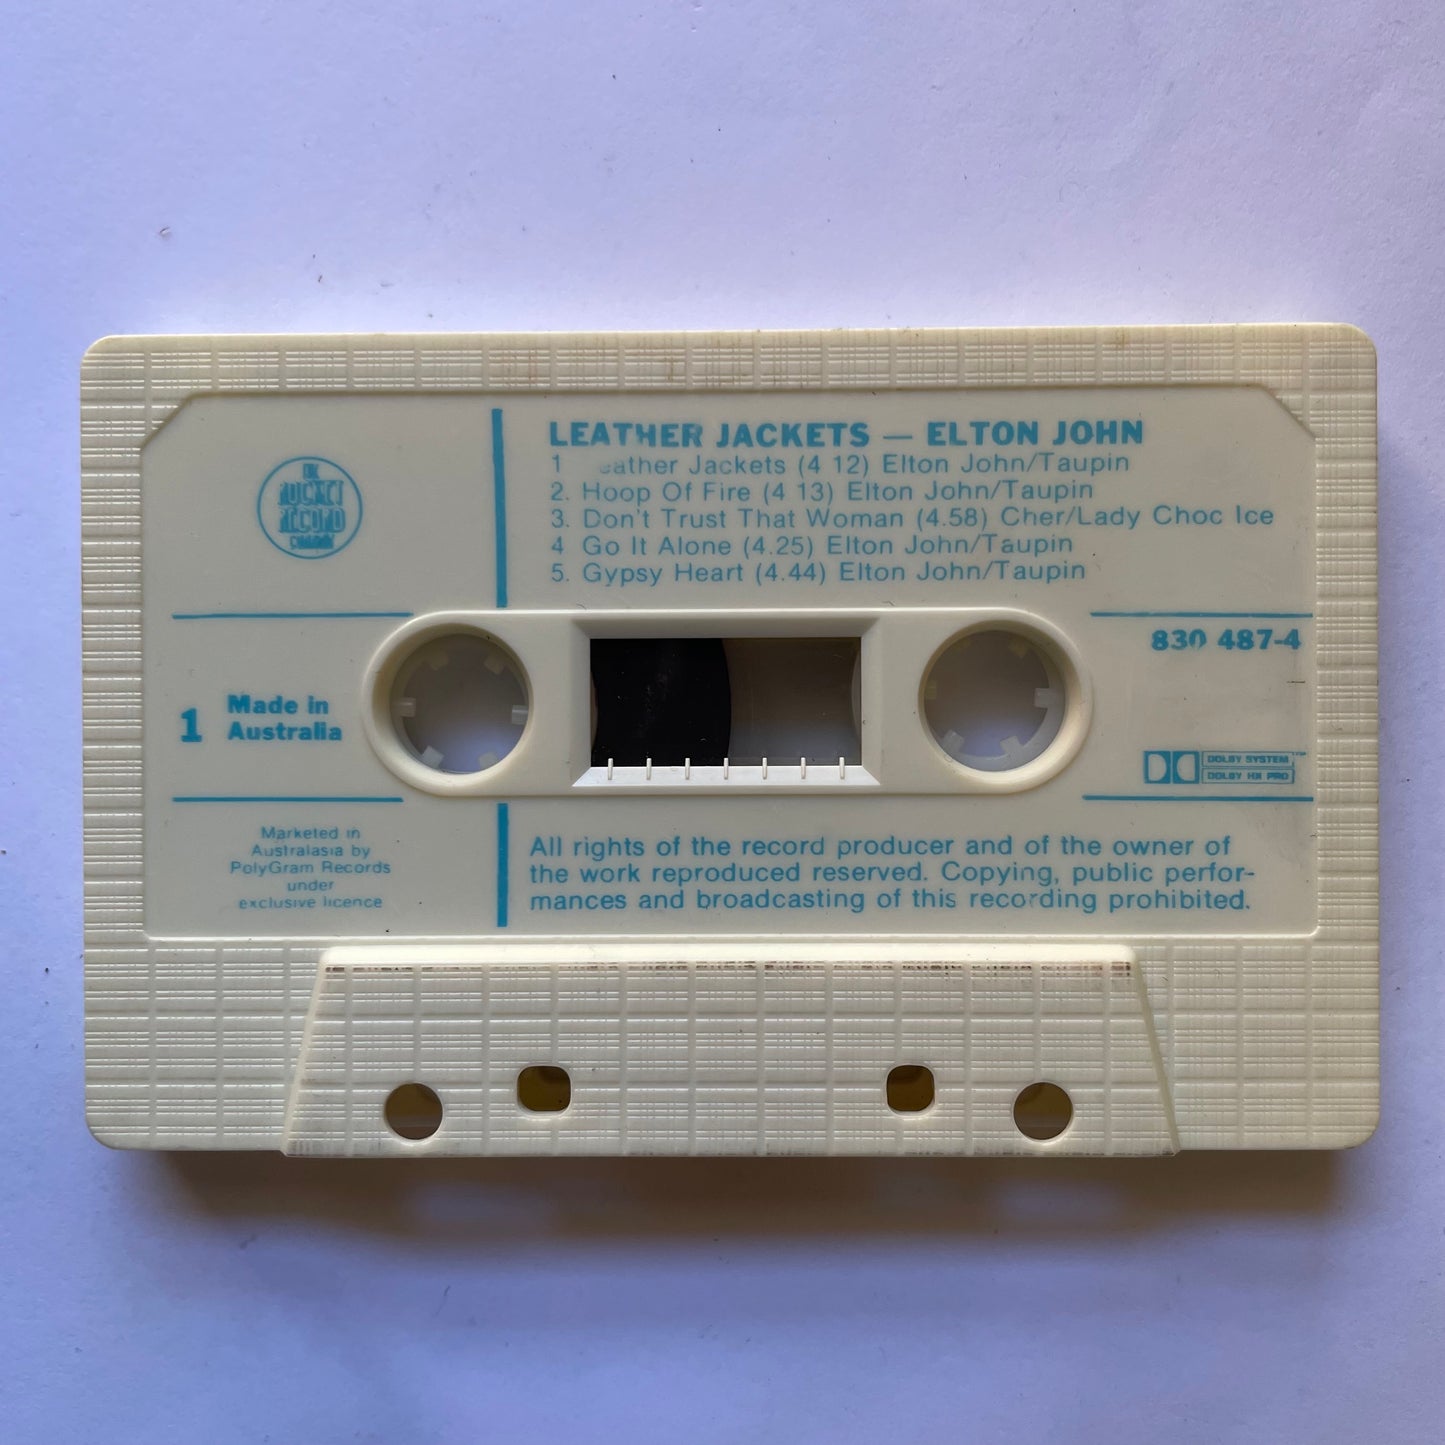 LEATHER JACKETS — ELTON JOHN
1 eather Jackets (4 12) Elton John/Taupin
2. Hoop Of Fire (4 13) Elton John/Taupin
3. Don't Trust That Woman (4.58) Cher/Lady Choc Ice
4 Go It Alone (4.25) Elton John/Taupin
5. Gypsy Heart (4.44) Elton John/Taupin
THE
ROCKET
RECORD
COMPANY
830 487-4
1
Made in
Australia
DOLBY SYSTEM
DOLBY HX PRO
Marketed in
Australasia by
PolyGram Records
under
exclusive licence
All rights of the record producer and of the owner of
the work reproduced reserved. Copying, public perfor-
mances and broadcasting of this recording prohibited.